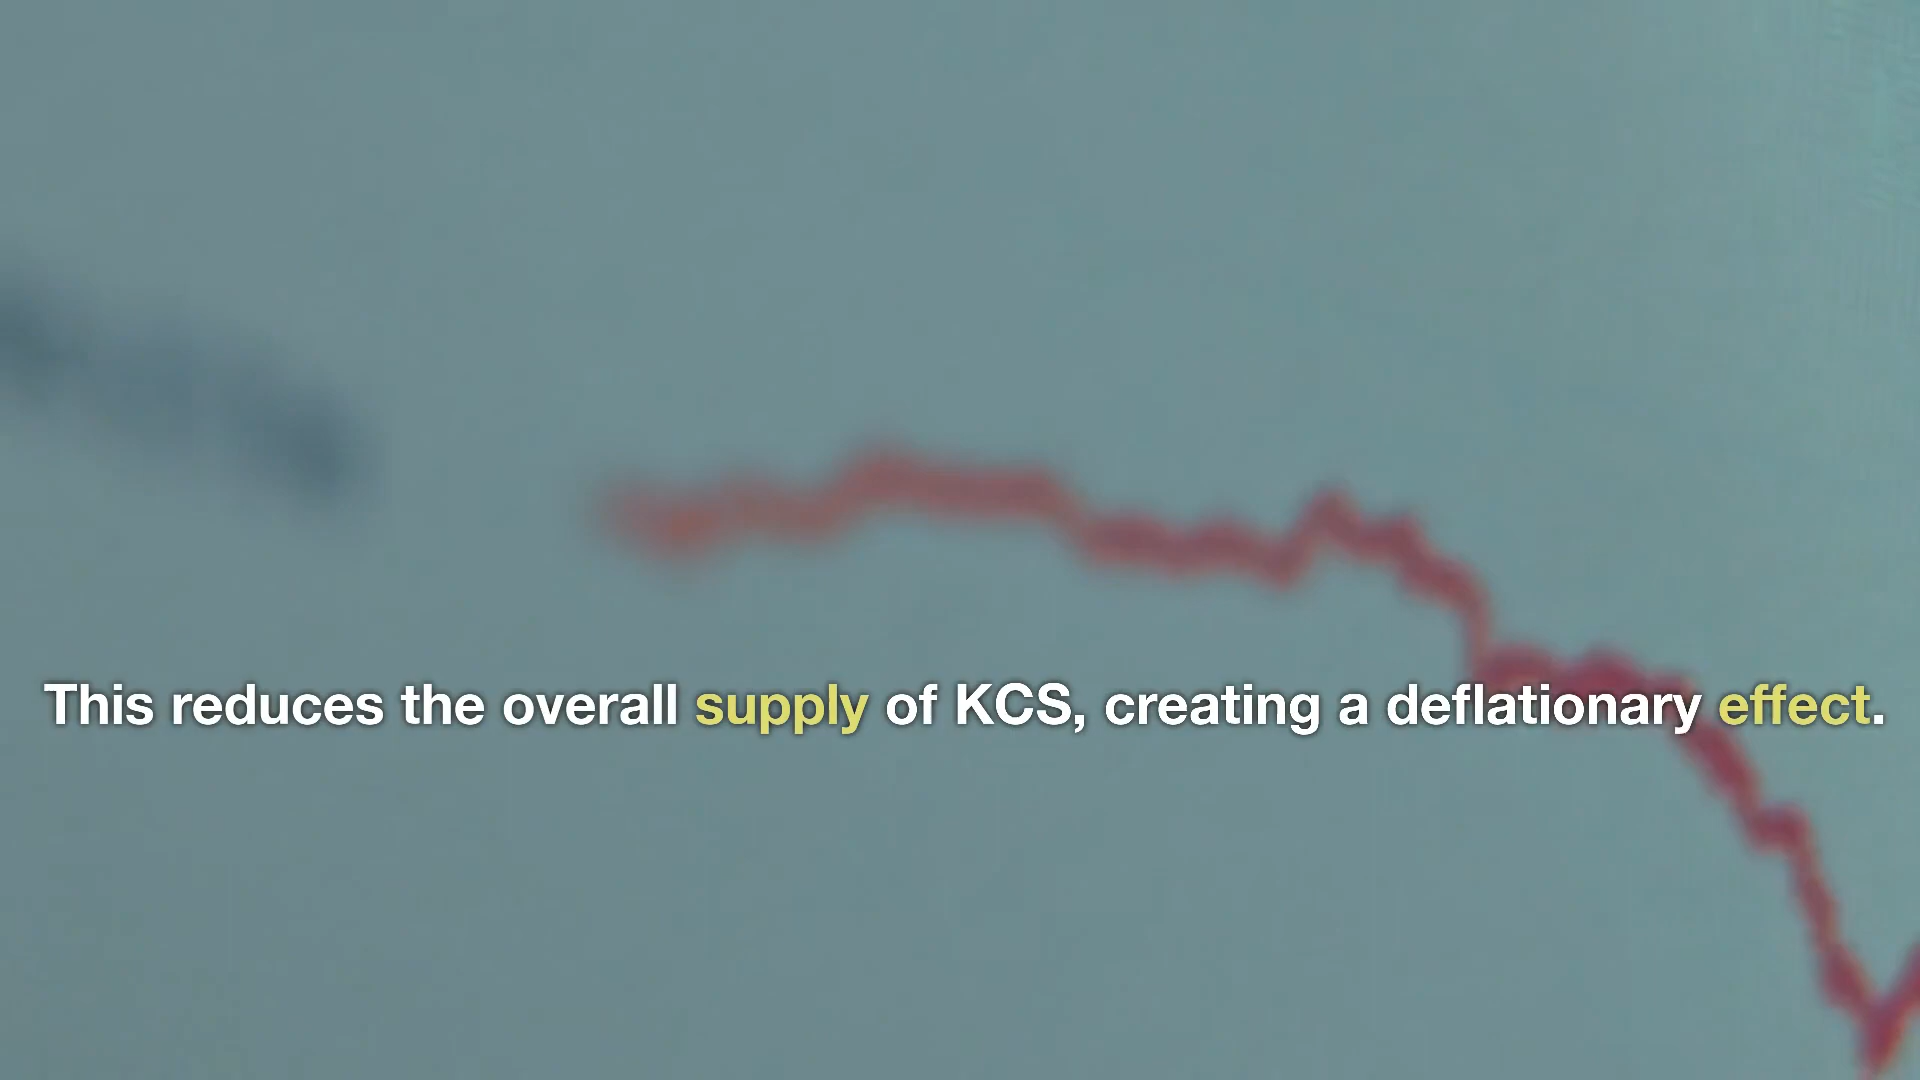 This reduces the overall supply of KCS, creating a deflationary effect.